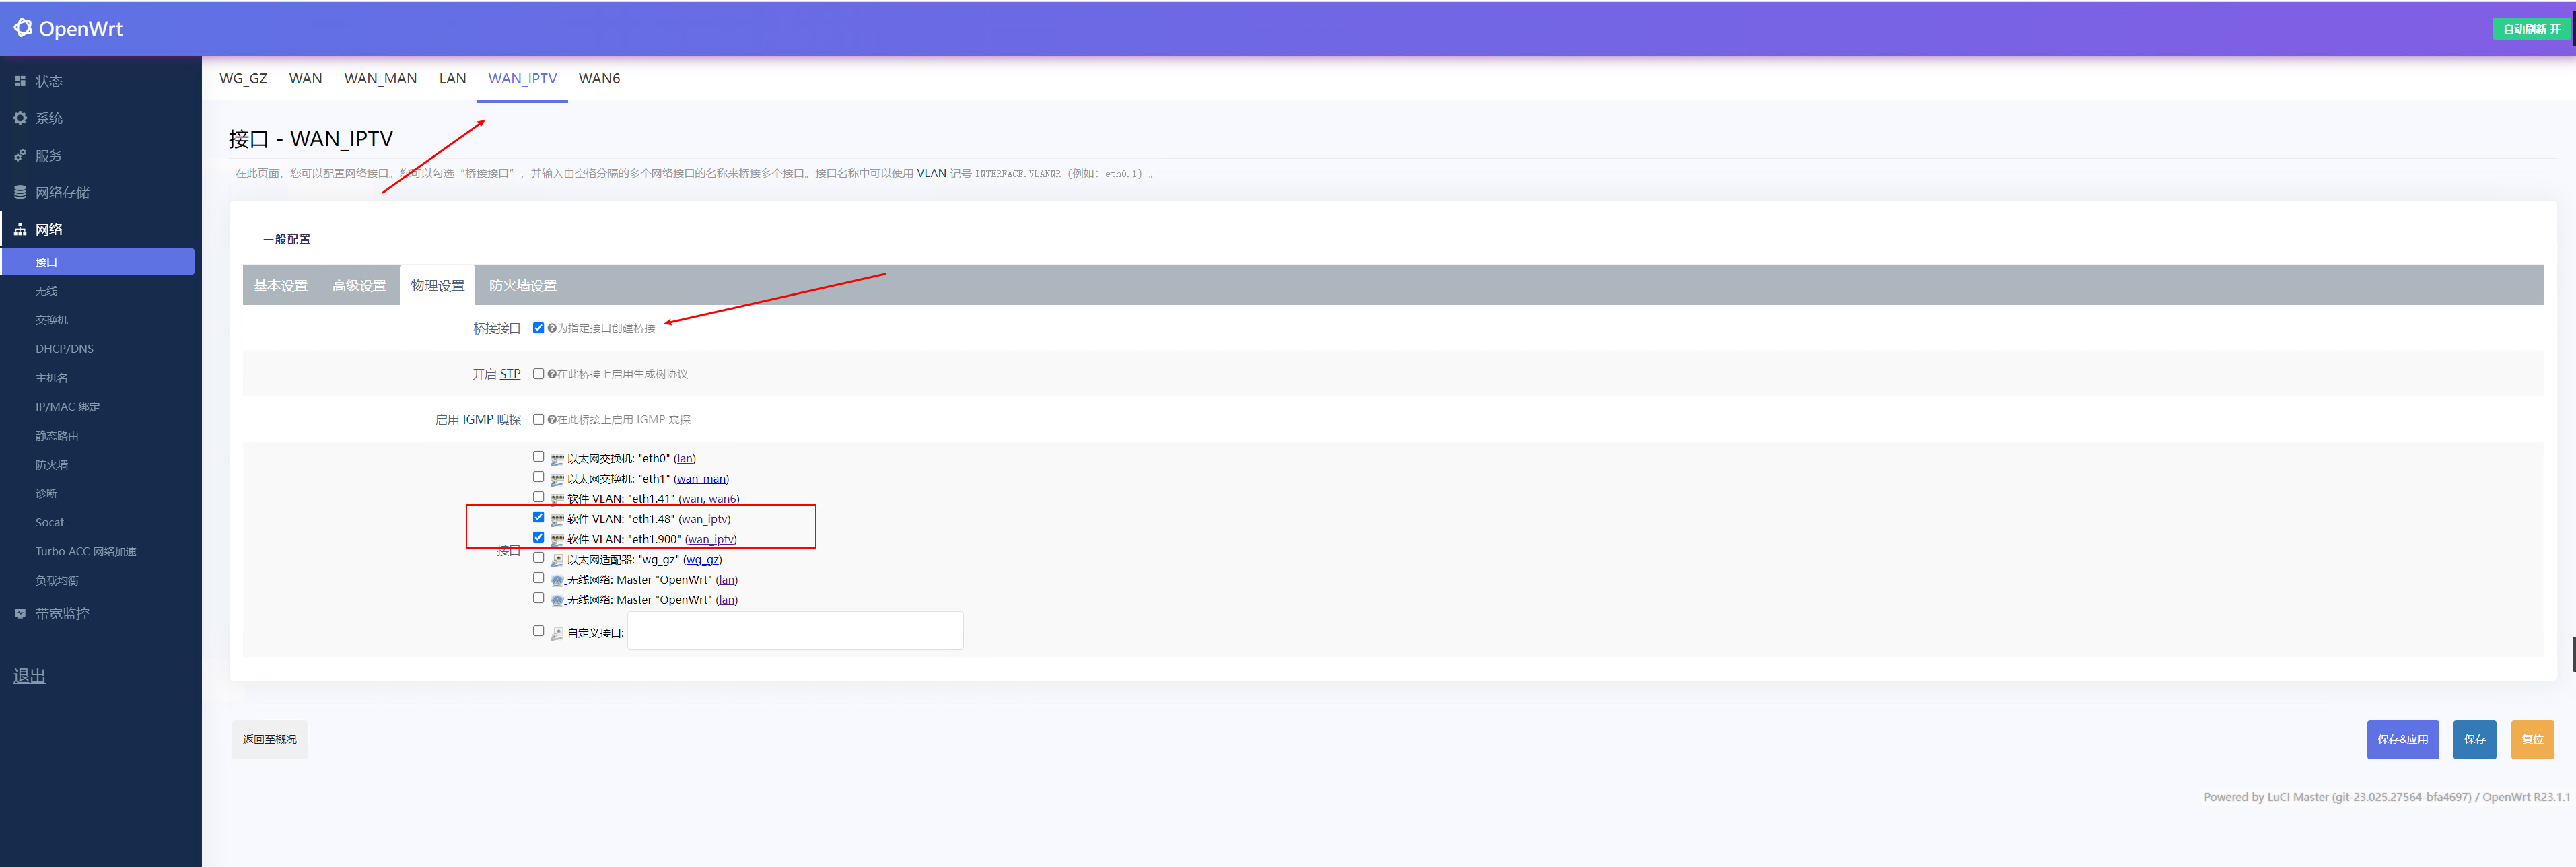 OpenWrt
自动刷新 开
状态
系统
服务
网络存储
网络
接口
无线
交换机
DHCP/DNS
主机名
IP/MAC 绑定
静态路由
防火墙
诊断
Socat
Turbo ACC 网络加速
负载均衡
带宽监控
退出
WG_GZ WAN WAN_MAN LAN WAN_IPTV WAN6
接口 - WAN_IPTV
在此页面，您可以配置网络接口。您可以勾选“桥接接口”，并输入由空格分隔的多个网络接口的名称来桥接多个接口。接口名称中可以使用 VLAN 记号 INTERFACE.VLANNR（例如：eth0.1）。
一般配置
基本设置 高级设置 物理设置 防火墙设置
桥接接口 为指定接口创建桥接
开启 STP 在此桥接上启用生成树协议
启用 IGMP 嗅探 在此桥接上启用 IGMP 窥探
接口
以太网交换机: "eth0" (lan)
以太网交换机: "eth1" (wan_man)
软件 VLAN: "eth1.41" (wan, wan6)
软件 VLAN: "eth1.48" (wan_iptv)
软件 VLAN: "eth1.900" (wan_iptv)
以太网适配器: "wg_gz" (wg_gz)
无线网络: Master "OpenWrt" (lan)
无线网络: Master "OpenWrt" (lan)
自定义接口:
返回至概况
保存&应用 保存 复位
Powered by LuCI Master (git-23.025.27564-bfa4697) / OpenWrt R23.1.1